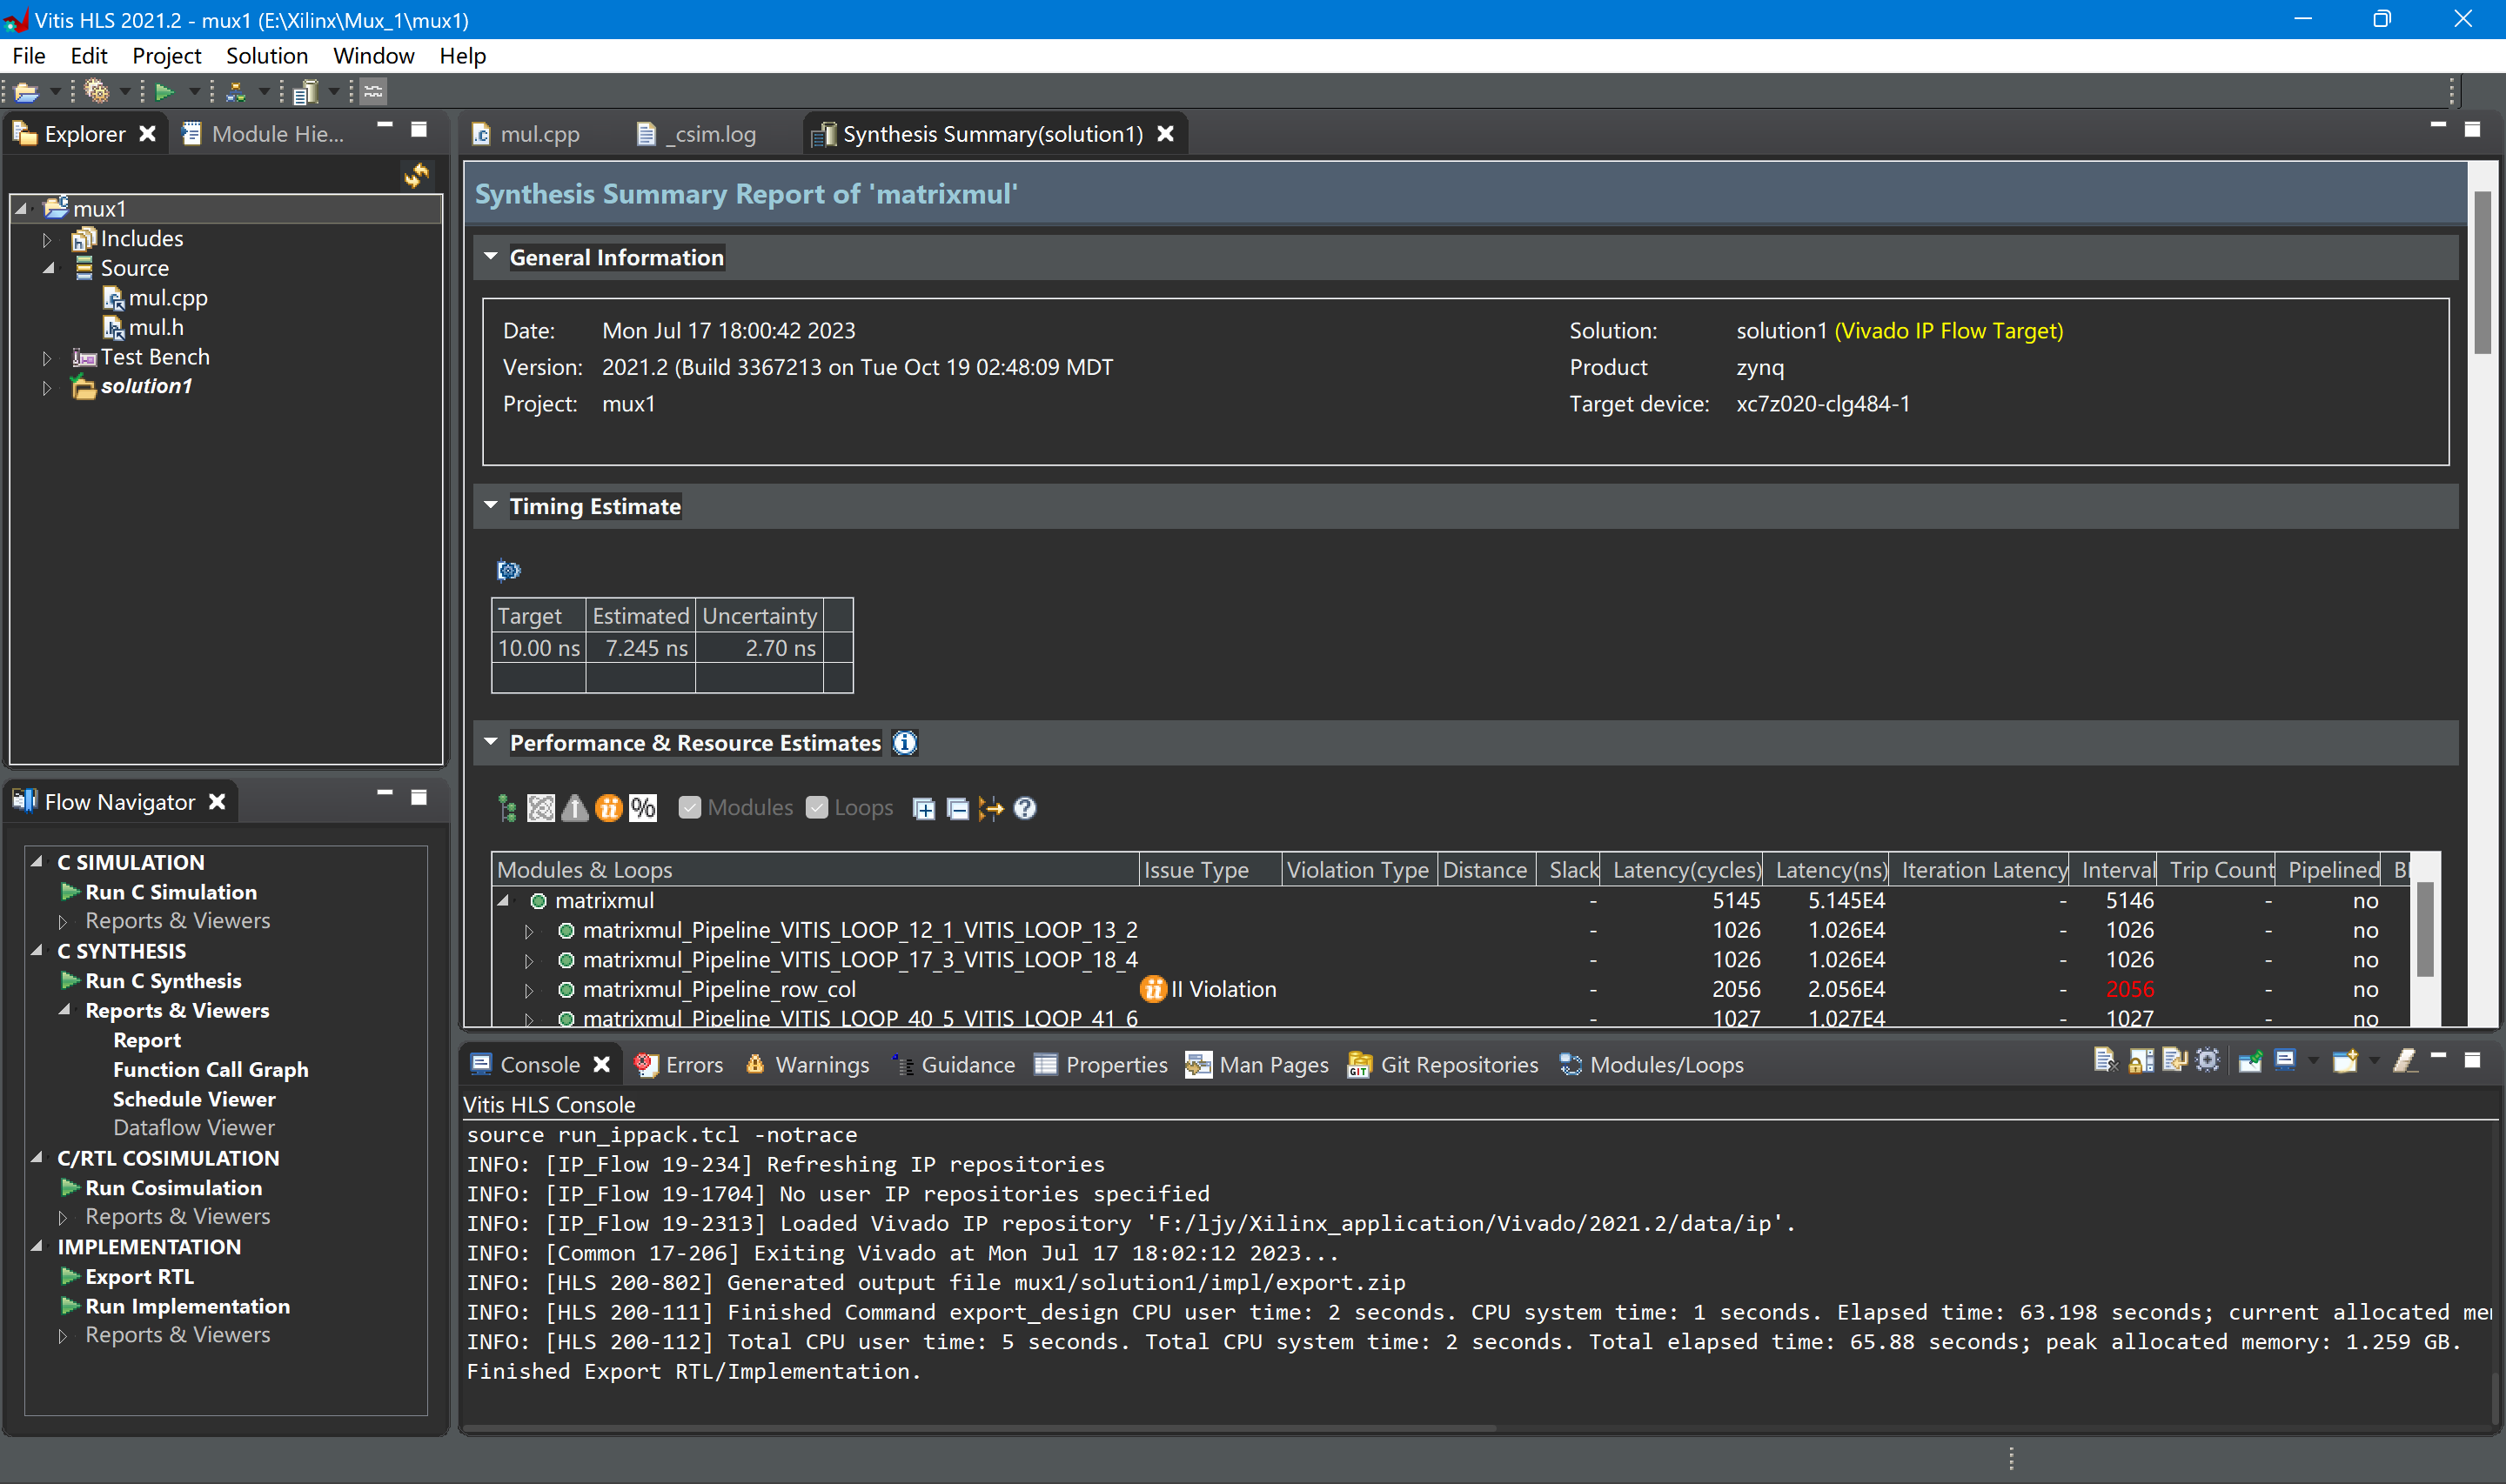 Vitis HLS 2021.2 - mux1 (E:\Xilinx\Mux_1\mux1)
File Edit Project Solution Window Help
Explorer Module Hie...
mux1
Includes
Source
mul.cpp
mul.h
Test Bench
solution1
Flow Navigator
C SIMULATION
Run C Simulation
Reports & Viewers
C SYNTHESIS
Run C Synthesis
Reports & Viewers
Report
Function Call Graph
Schedule Viewer
Dataflow Viewer
C/RTL COSIMULATION
Run Cosimulation
Reports & Viewers
IMPLEMENTATION
Export RTL
Run Implementation
Reports & Viewers
mul.cpp _csim.log Synthesis Summary(solution1)
Synthesis Summary Report of 'matrixmul'
General Information
Date: Mon Jul 17 18:00:42 2023
Version: 2021.2 (Build 3367213 on Tue Oct 19 02:48:09 MDT
Project: mux1
Solution: solution1 (Vivado IP Flow Target)
Product zynq
Target device: xc7z020-clg484-1
Timing Estimate
Target Estimated Uncertainty
10.00 ns 7.245 ns 2.70 ns
Performance & Resource Estimates
% Modules Loops
Modules & Loops Issue Type Violation Type Distance Slack Latency(cycles) Latency(ns) Iteration Latency Interval Trip Count Pipelined
matrixmul - 5145 5.145E4 - 5146 - no
matrixmul_Pipeline_VITIS_LOOP_12_1_VITIS_LOOP_13_2 - 1026 1.026E4 - 1026 - no
matrixmul_Pipeline_VITIS_LOOP_17_3_VITIS_LOOP_18_4 - 1026 1.026E4 - 1026 - no
matrixmul_Pipeline_row_col II Violation - 2056 2.056E4 - 2056 - no
matrixmul_Pipeline_VITIS_LOOP_40_5_VITIS_LOOP_41_6 - 1027 1.027E4 - 1027 - no
Console Errors Warnings Guidance Properties Man Pages Git Repositories Modules/Loops
Vitis HLS Console
source run_ippack.tcl -notrace
INFO: [IP_Flow 19-234] Refreshing IP repositories
INFO: [IP_Flow 19-1704] No user IP repositories specified
INFO: [IP_Flow 19-2313] Loaded Vivado IP repository 'F:/ljy/Xilinx_application/Vivado/2021.2/data/ip'.
INFO: [Common 17-206] Exiting Vivado at Mon Jul 17 18:02:12 2023...
INFO: [HLS 200-802] Generated output file mux1/solution1/impl/export.zip
INFO: [HLS 200-111] Finished Command export_design CPU user time: 2 seconds. CPU system time: 1 seconds. Elapsed time: 63.198 seconds; current allocated
INFO: [HLS 200-112] Total CPU user time: 5 seconds. Total CPU system time: 2 seconds. Total elapsed time: 65.88 seconds; peak allocated memory: 1.259 GB.
Finished Export RTL/Implementation.